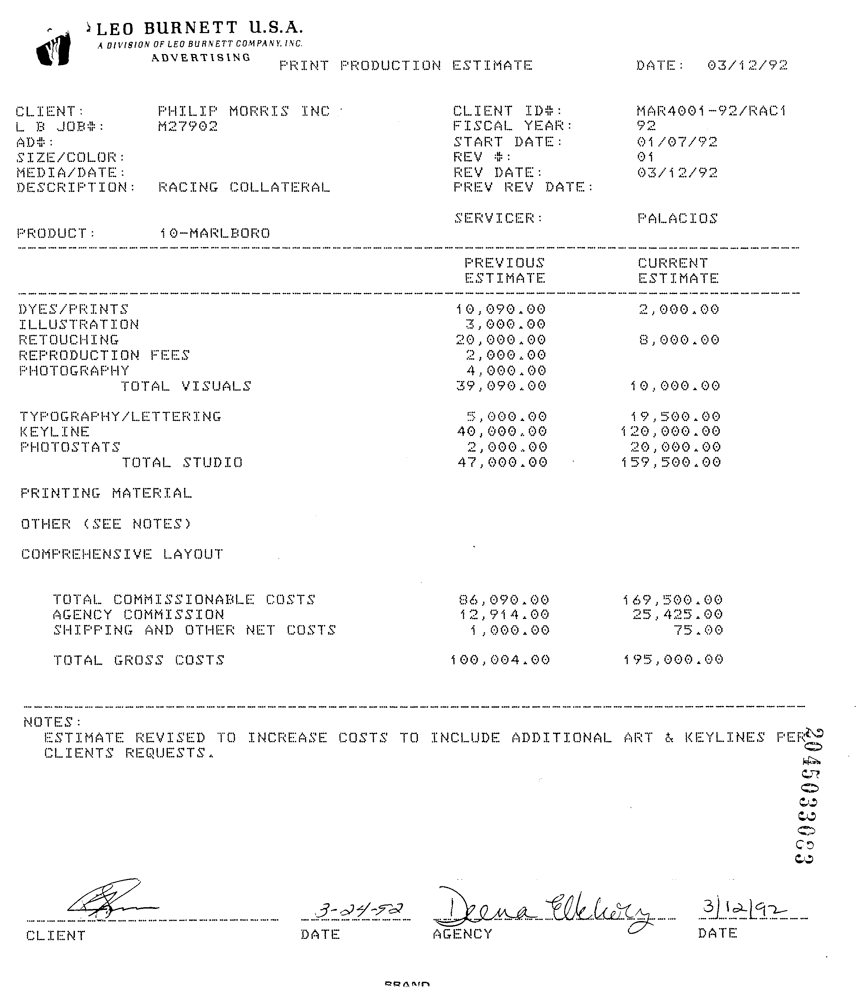 LEO BURNETT U.S.A.
A DIVISION OF LEO BURNETT COMPANY, INC.
ADVERTISING
PRINT PRODUCTION ESTIMATE DATE: 03/12/92
CLIENT: PHILIP MORRIS INC CLIENT ID#: MAR4001-92/RAC1
L B JOB#: M27902 FISCAL YEAR: 92
AD#: START DATE: 01/07/92
SIZE/COLOR: REV #: 01
MEDIA/DATE: REV DATE: 03/12/92
DESCRIPTION: RACING COLLATERAL PREV REV DATE:
SERVICER: PALACIOS
PRODUCT: 10-MARLBORO
PREVIOUS CURRENT
ESTIMATE ESTIMATE
DYES/PRINTS 10,090.00 2,000.00
ILLUSTRATION 3,000.00
RETOUCHING 20,000.00 8,000.00
REPRODUCTION FEES 2,000.00
PHOTOGRAPHY 4,000.00
TOTAL VISUALS 39,090.00 10,000.00
TYPOGRAPHY/LETTERING 5,000.00 19,500.00
KEYLINE 40,000.00 120,000.00
PHOTOSTATS 2,000.00 20,000.00
TOTAL STUDIO 47,000.00 159,500.00
PRINTING MATERIAL
OTHER (SEE NOTES)
COMPREHENSIVE LAYOUT
TOTAL COMMISSIONABLE COSTS 86,090.00 169,500.00
AGENCY COMMISSION 12,914.00 25,425.00
SHIPPING AND OTHER NET COSTS 1,000.00 75.00
TOTAL GROSS COSTS 100,004.00 195,000.00
NOTES:
ESTIMATE REVISED TO INCREASE COSTS TO INCLUDE ADDITIONAL ART & KEYLINES PER
CLIENTS REQUESTS.
2045033083
3-24-92 Deena 3/12/92
CLIENT DATE AGENCY DATE
BRAND